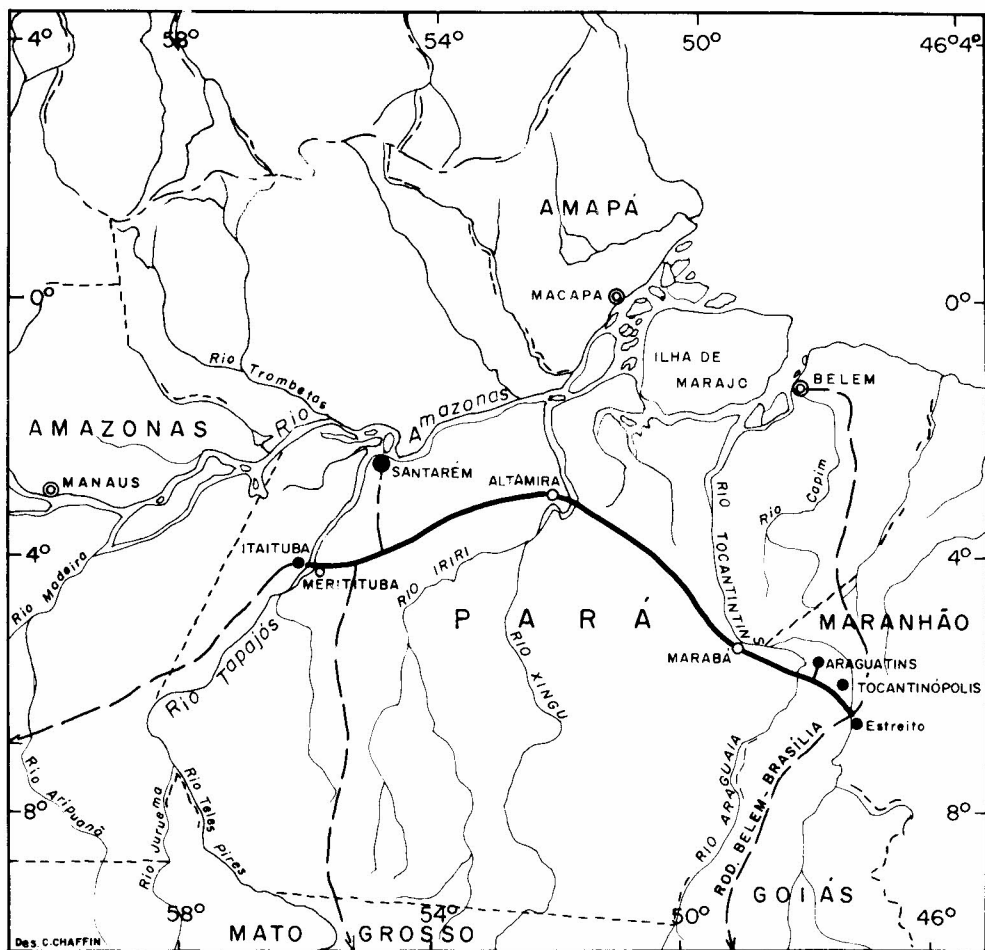 4° 58° 54° 50° 46° 4°
AMAPÁ
0° MACAPA 0°
ILHA DE
MARAJO
Rio Trombetas
BELEM
AMAZONAS Rio Amazonas
SANTARÉM
MANAUS
ALTAMIRA
RIO TOCANTINTINS
Rio Capim
ITAITUBA
4° 4°
MERITITUBA
Rio Madeira
RIO IRIRI
PARÁ
MARANHÃO
Rio Tapajós
RIO XINGU
MARABÁ
ARAGUATINS
TOCANTINÓPOLIS
Estreito
RIO ARAGUAIA
ROD. BELEM-BRASÍLIA
Rio Aripuanã
Rio Juruema
Rio Teles Pires
8° 8°
GOIÁS
58° 54° 50° 46°
MATO GROSSO
Des. C. CHAFFIN